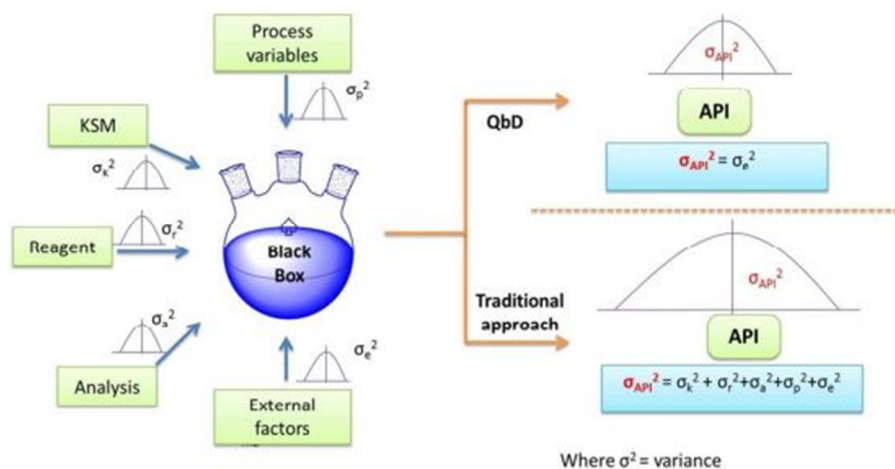 Process
variables
σp²
KSM
σk²
Reagent
σr²
Black
Box
Analysis
σa²
External
factors
σe²
QbD
σAPI²
API
σAPI² = σe²
Traditional
approach
σAPI²
API
σAPI² = σk² + σr²+σa²+σp²+σe²
Where σ² = variance